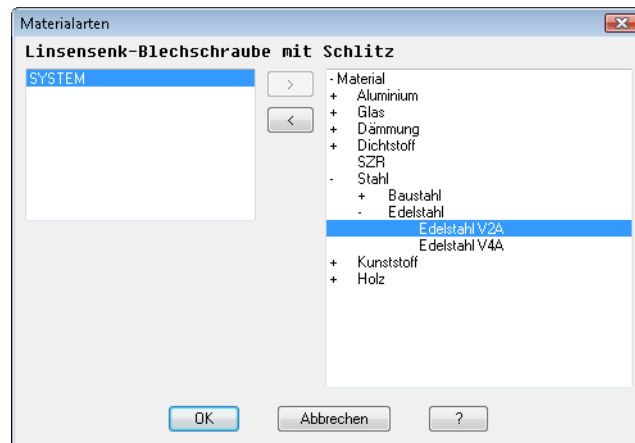 Materialarten
Linsensenk-Blechschraube mit Schlitz
SYSTEM
>
<
- Material
+ Aluminium
+ Glas
+ Dämmung
+ Dichtstoff
SZR
- Stahl
+ Baustahl
- Edelstahl
Edelstahl V2A
Edelstahl V4A
+ Kunststoff
+ Holz
OK Abbrechen ?